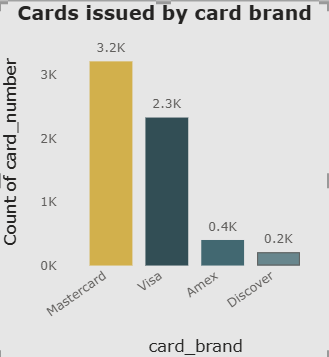 Cards issued by card brand
Count of card_number
3K
2K
1K
0K
3.2K
2.3K
0.4K
0.2K
Mastercard
Visa
Amex
Discover
card_brand